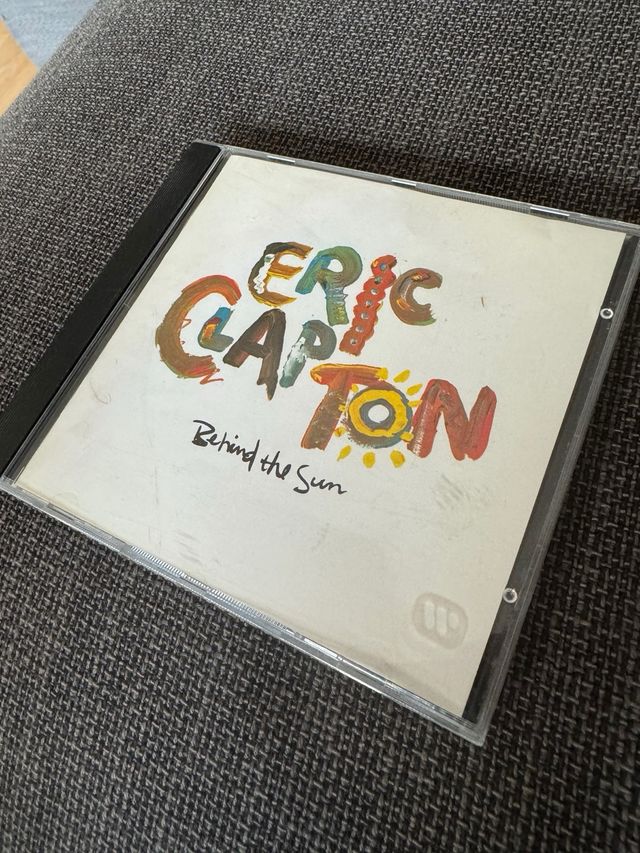 ERIC
CLAPTON
Behind the Sun